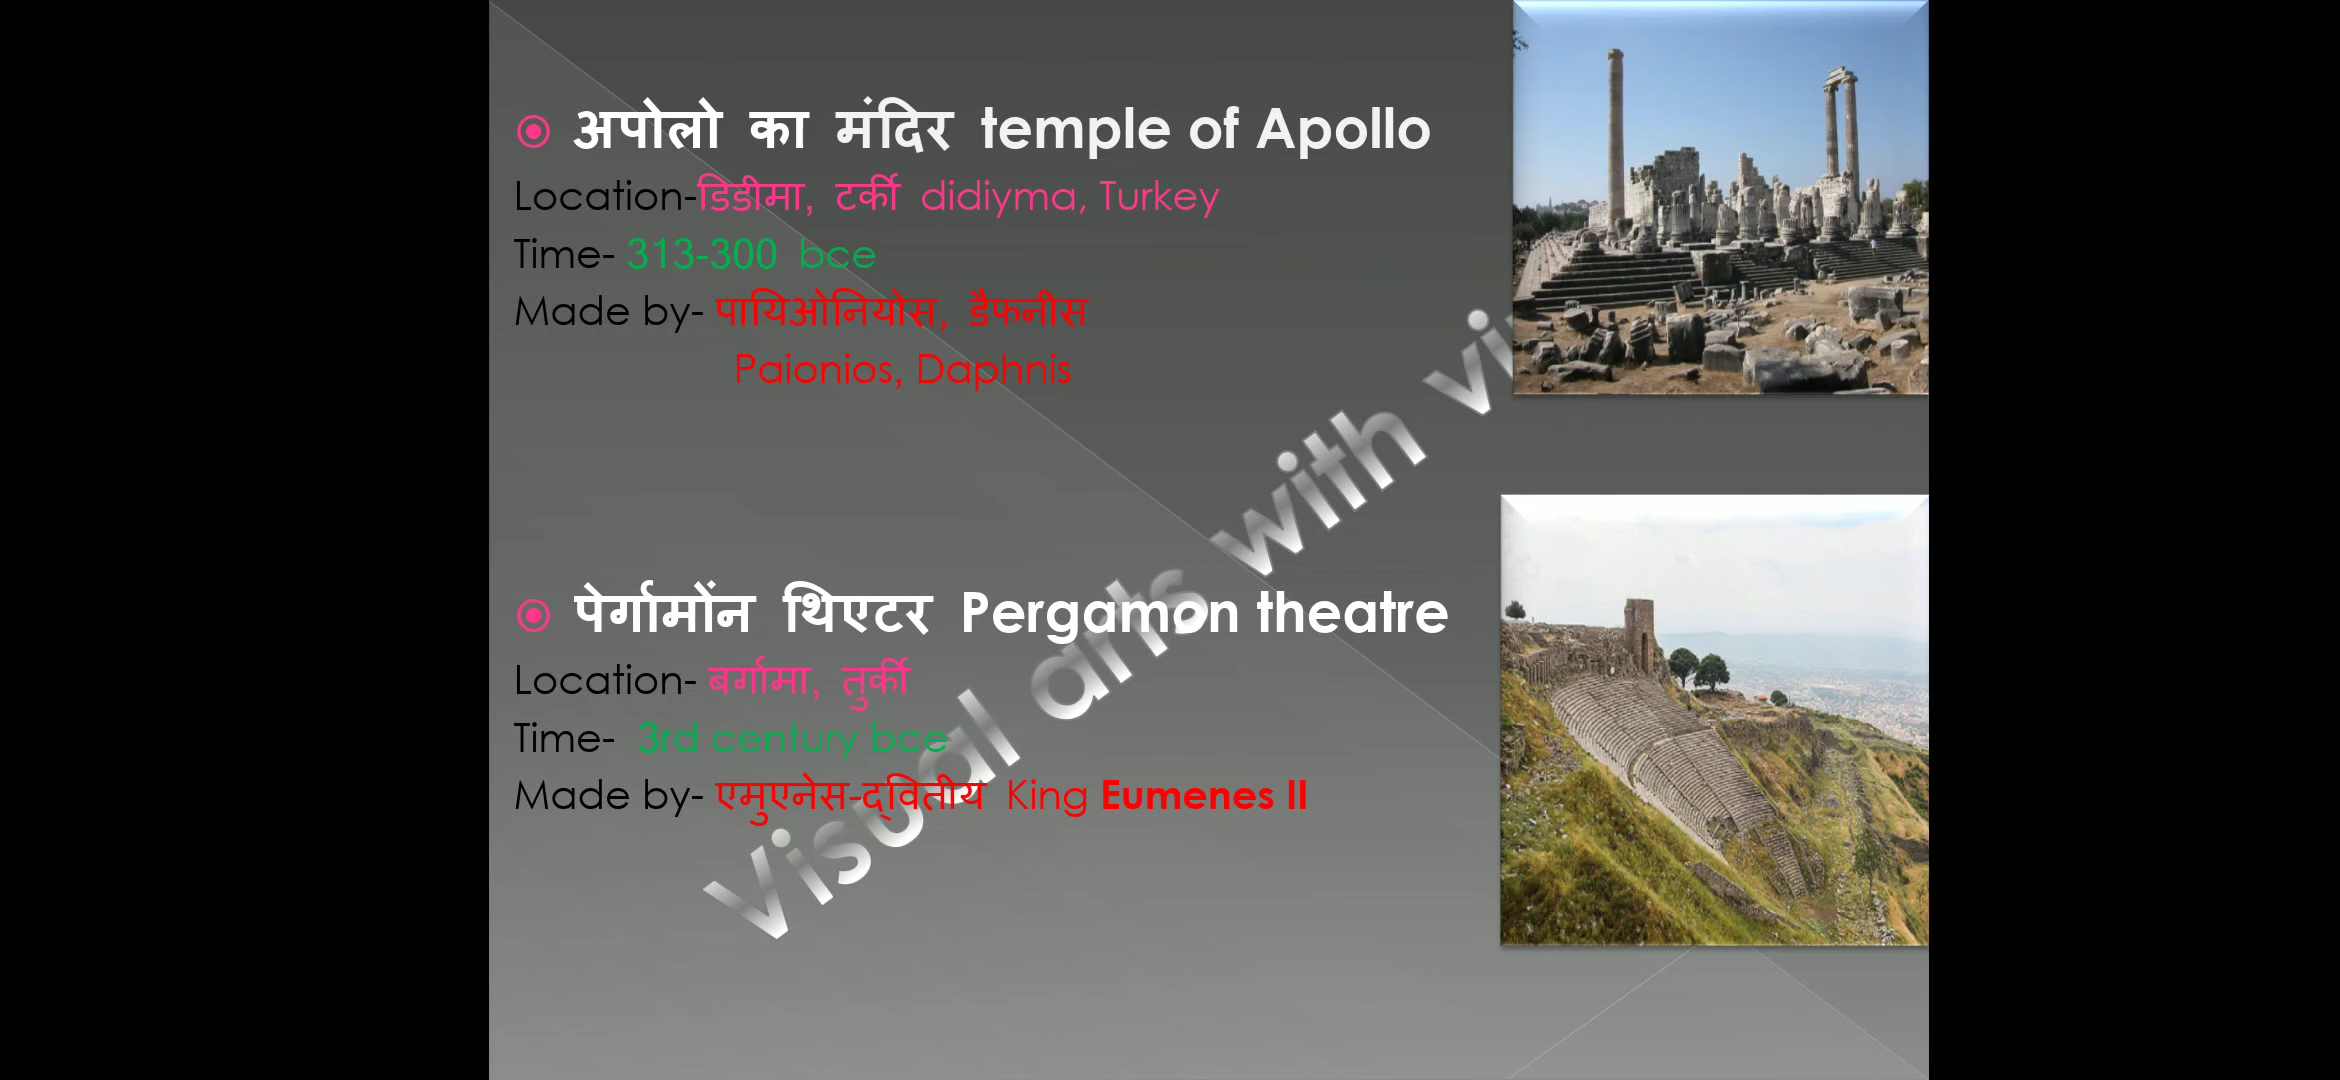 अपोलो का मंदिर temple of Apollo
Location-डिडीमा, टर्की didiyma, Turkey
Time- 313-300 bce
Made by- पायिओनियोस, डैफनीस
Paionios, Daphnis
पेर्गामोंन थिएटर Pergamon theatre
Location- बर्गामा, तुर्की
Time- 3rd century bce
Made by- एमुएनेस-द्वितीय King Eumenes II
Visual arts with vi